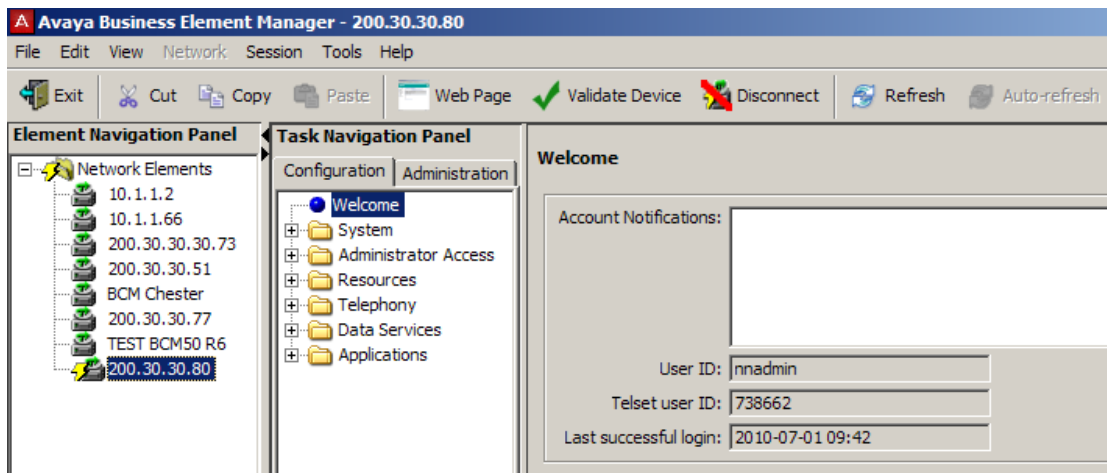 Avaya Business Element Manager - 200.30.30.80
File Edit View Network Session Tools Help
Exit Cut Copy Paste Web Page Validate Device Disconnect Refresh Auto-refresh
Element Navigation Panel
Network Elements
10.1.1.2
10.1.1.66
200.30.30.30.73
200.30.30.51
BCM Chester
200.30.30.77
TEST BCM50 R6
200.30.30.80
Task Navigation Panel
Configuration Administration
Welcome
System
Administrator Access
Resources
Telephony
Data Services
Applications
Welcome
Account Notifications:
User ID: nnadmin
Telset user ID: 738662
Last successful login: 2010-07-01 09:42